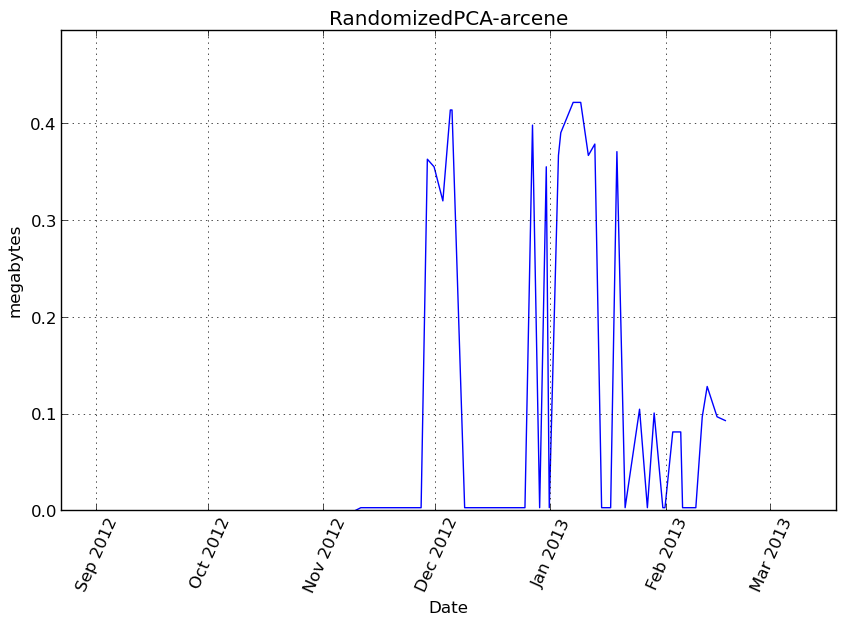 RandomizedPCA-arcene
megabytes
0.4
0.3
0.2
0.1
0.0
Sep 2012
Oct 2012
Nov 2012
Dec 2012
Jan 2013
Feb 2013
Mar 2013
Date